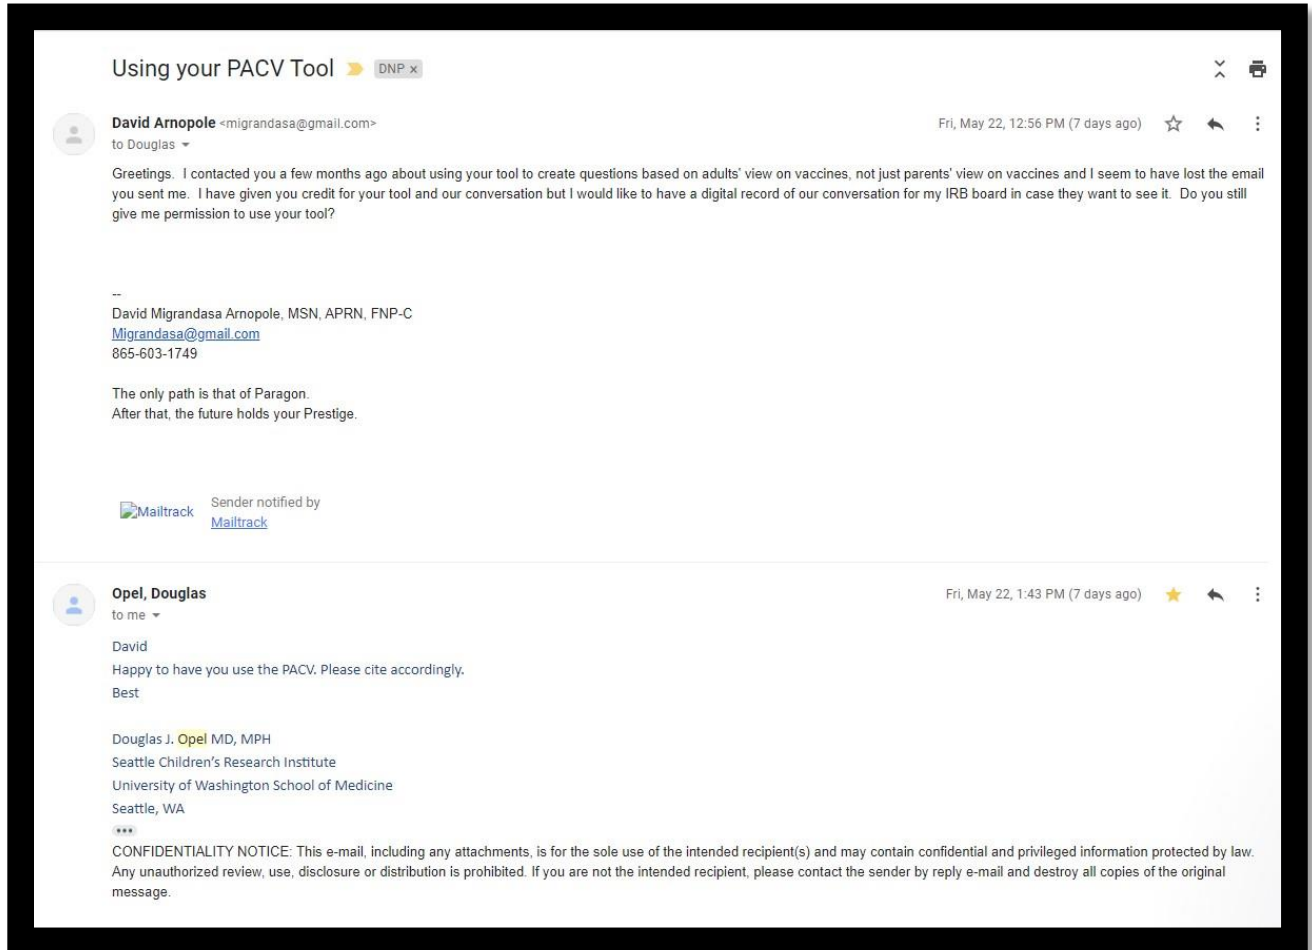 Using your PACV Tool DNP x
David Arnopole <migrandasa@gmail.com> Fri, May 22, 12:56 PM (7 days ago)
to Douglas
Greetings.  I contacted you a few months ago about using your tool to create questions based on adults' view on vaccines, not just parents' view on vaccines and I seem to have lost the email
you sent me.  I have given you credit for your tool and our conversation but I would like to have a digital record of our conversation for my IRB board in case they want to see it.  Do you still
give me permission to use your tool?
--
David Migrandasa Arnopole, MSN, APRN, FNP-C
Migrandasa@gmail.com
865-603-1749
The only path is that of Paragon.
After that, the future holds your Prestige.
Mailtrack Sender notified by
Mailtrack
Opel, Douglas Fri, May 22, 1:43 PM (7 days ago)
to me
David
Happy to have you use the PACV. Please cite accordingly.
Best
Douglas J. Opel MD, MPH
Seattle Children's Research Institute
University of Washington School of Medicine
Seattle, WA
•••
CONFIDENTIALITY NOTICE: This e-mail, including any attachments, is for the sole use of the intended recipient(s) and may contain confidential and privileged information protected by law.
Any unauthorized review, use, disclosure or distribution is prohibited. If you are not the intended recipient, please contact the sender by reply e-mail and destroy all copies of the original
message.